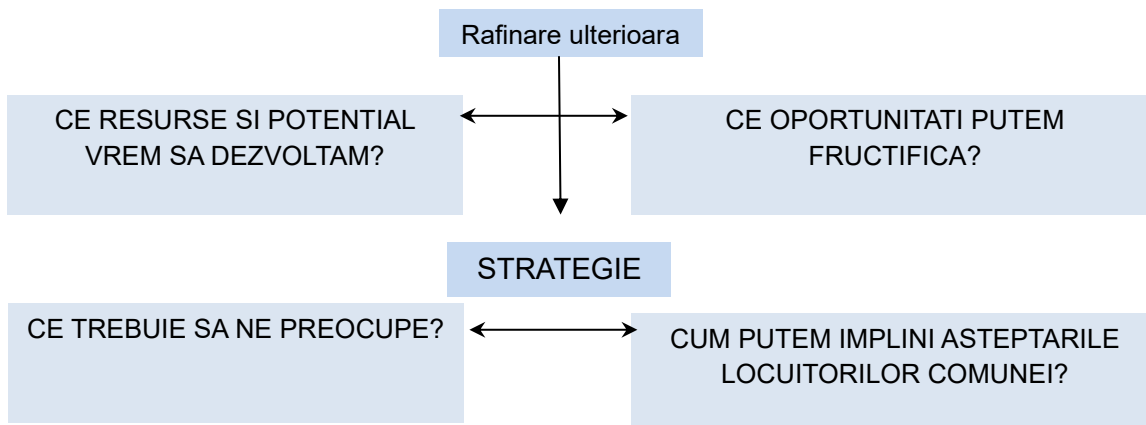 Rafinare ulterioara
CE RESURSE SI POTENTIAL
VREM SA DEZVOLTAM?
CE OPORTUNITATI PUTEM
FRUCTIFICA?
STRATEGIE
CE TREBUIE SA NE PREOCUPE?
CUM PUTEM IMPLINI ASTEPTARILE
LOCUITORILOR COMUNEI?